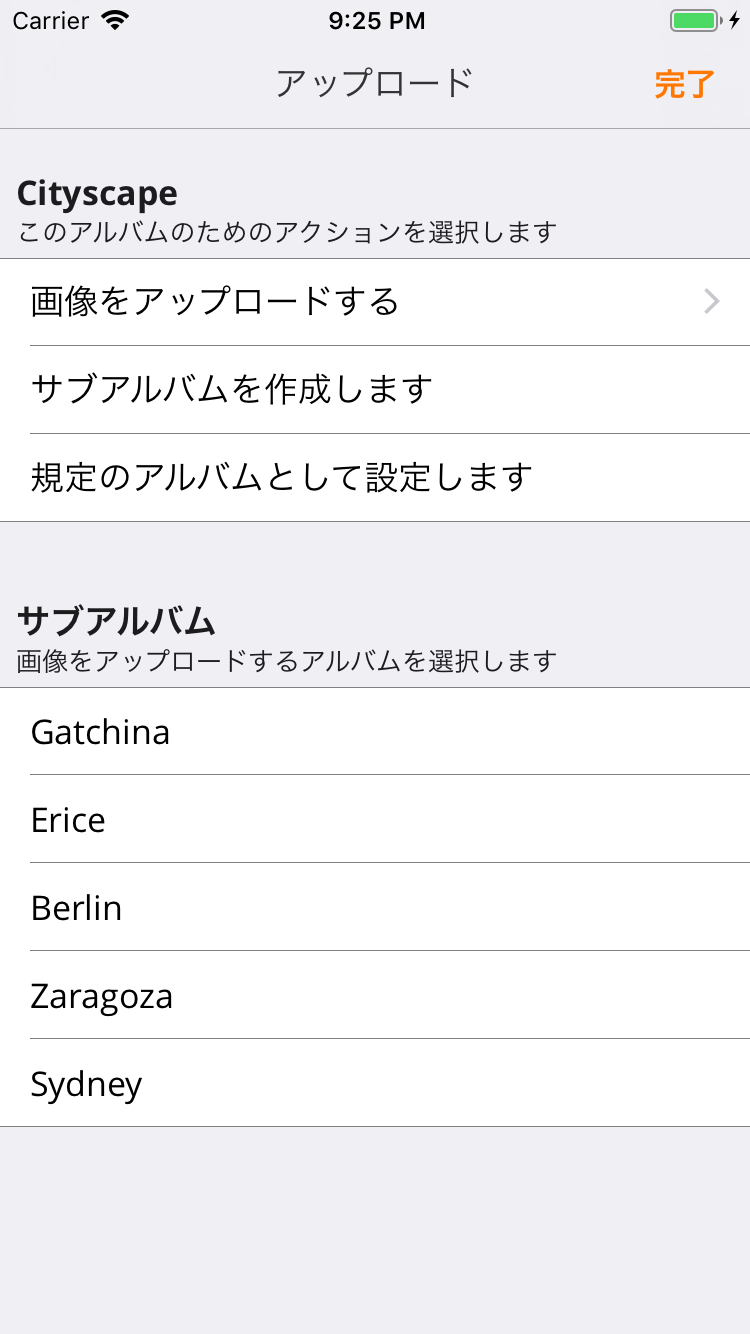 Carrier 9:25 PM
アップロード 完了
Cityscape
このアルバムのためのアクションを選択します
画像をアップロードする
サブアルバムを作成します
規定のアルバムとして設定します
サブアルバム
画像をアップロードするアルバムを選択します
Gatchina
Erice
Berlin
Zaragoza
Sydney